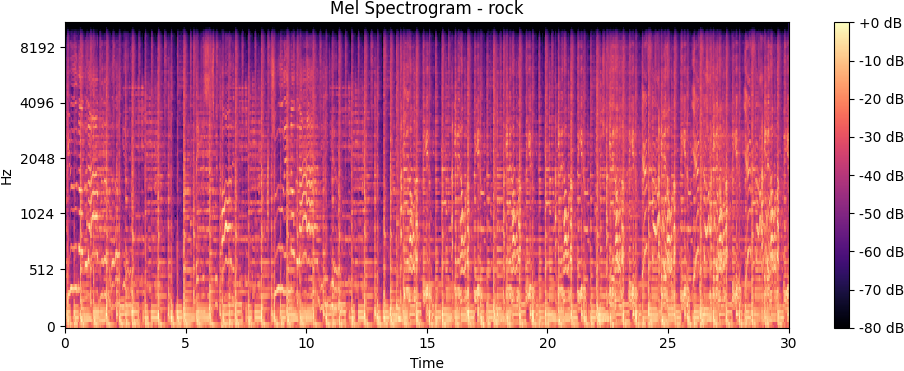 Mel Spectrogram - rock
Hz
8192
4096
2048
1024
512
0
0 5 10 15 20 25 30
Time
+0 dB
-10 dB
-20 dB
-30 dB
-40 dB
-50 dB
-60 dB
-70 dB
-80 dB